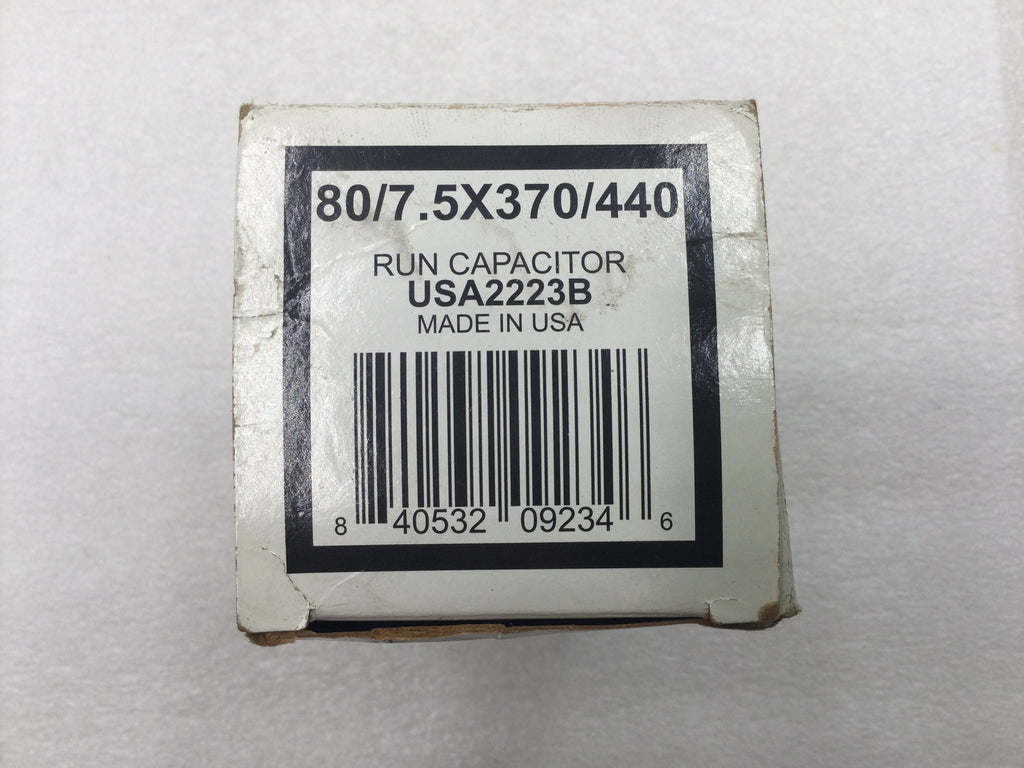 80/7.5X370/440
RUN CAPACITOR
USA2223B
MADE IN USA
8 40532 09234 6